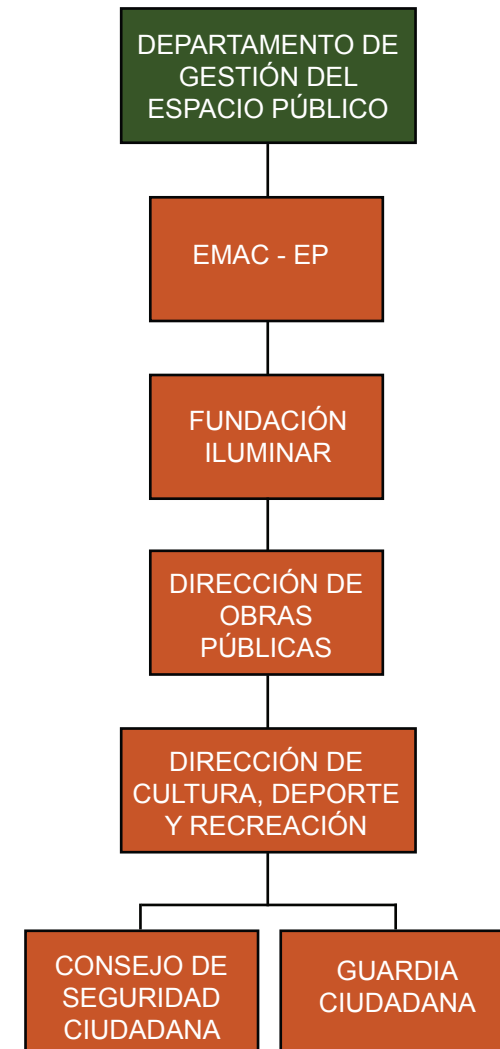 DEPARTAMENTO DE
GESTIÓN DEL
ESPACIO PÚBLICO
EMAC - EP
FUNDACIÓN
ILUMINAR
DIRECCIÓN DE
OBRAS
PÚBLICAS
DIRECCIÓN DE
CULTURA, DEPORTE
Y RECREACIÓN
CONSEJO DE
SEGURIDAD
CIUDADANA
GUARDIA
CIUDADANA